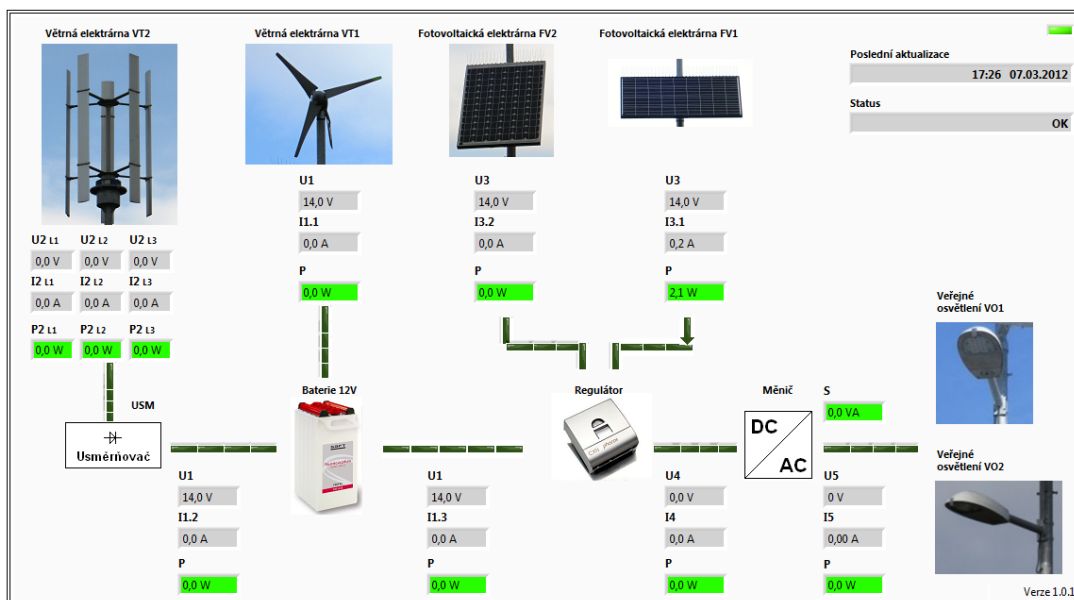 Větrná elektrárna VT2
Větrná elektrárna VT1
Fotovoltaická elektrárna FV2
Fotovoltaická elektrárna FV1
Poslední aktualizace
17:26 07.03.2012
Status
OK
U1
14,0 V
I1.1
0,0 A
P
0,0 W
U3
14,0 V
I3.2
0,0 A
P
0,0 W
U3
14,0 V
I3.1
0,2 A
P
2,1 W
U2 L1 U2 L2 U2 L3
0,0 V 0,0 V 0,0 V
I2 L1 I2 L2 I2 L3
0,0 A 0,0 A 0,0 A
P2 L1 P2 L2 P2 L3
0,0 W 0,0 W 0,0 W
Veřejné
osvětlení VO1
USM
Usměrňovač
Baterie 12V
Regulátor
Měnič
DC
AC
S
0,0 VA
Veřejné
osvětlení VO2
U1
14,0 V
I1.2
0,0 A
P
0,0 W
U1
14,0 V
I1.3
0,0 A
P
0,0 W
U4
0,0 V
I4
0,0 A
P
0,0 W
U5
0 V
I5
0,00 A
P
0,0 W
Verze 1.0.1